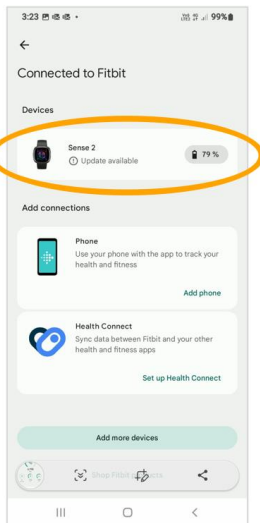 3:23
99%
Connected to Fitbit
Devices
Sense 2
Update available
79 %
Add connections
Phone
Use your phone with the app to track your
health and fitness
Add phone
Health Connect
Sync data between Fitbit and your other
health and fitness apps
Set up Health Connect
Add more devices
Shop Fitbit